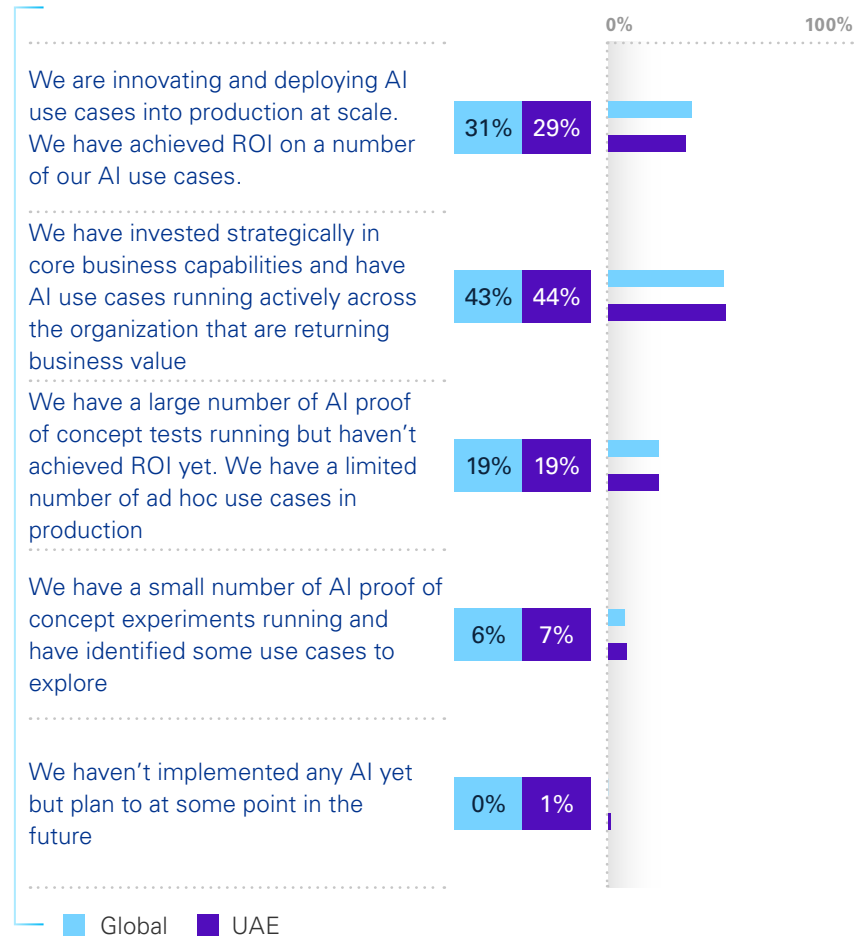 0% 100%
We are innovating and deploying AI
use cases into production at scale.
We have achieved ROI on a number
of our AI use cases.
31% 29%
We have invested strategically in
core business capabilities and have
AI use cases running actively across
the organization that are returning
business value
43% 44%
We have a large number of AI proof
of concept tests running but haven’t
achieved ROI yet. We have a limited
number of ad hoc use cases in
production
19% 19%
We have a small number of AI proof of
concept experiments running and
have identified some use cases to
explore
6% 7%
We haven’t implemented any AI yet
but plan to at some point in the
future
0% 1%
Global UAE